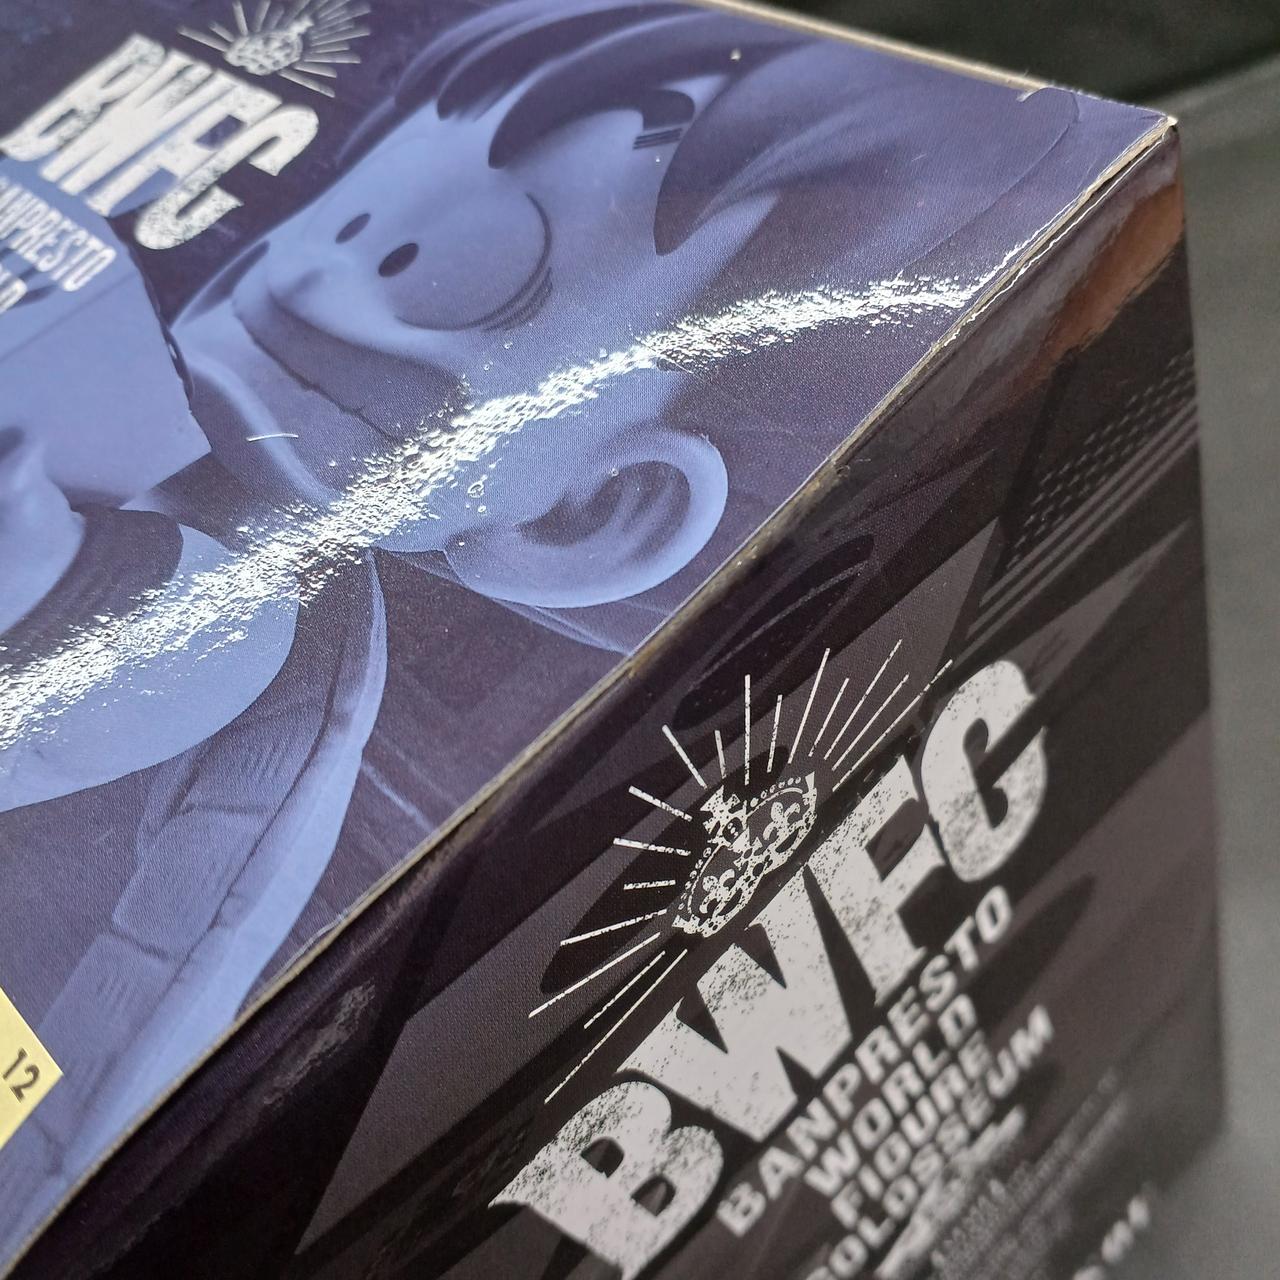 BWFC
BANPRESTO
12
BWFC
BANPRESTO
WORLD
FIGURE
COLOSSEUM